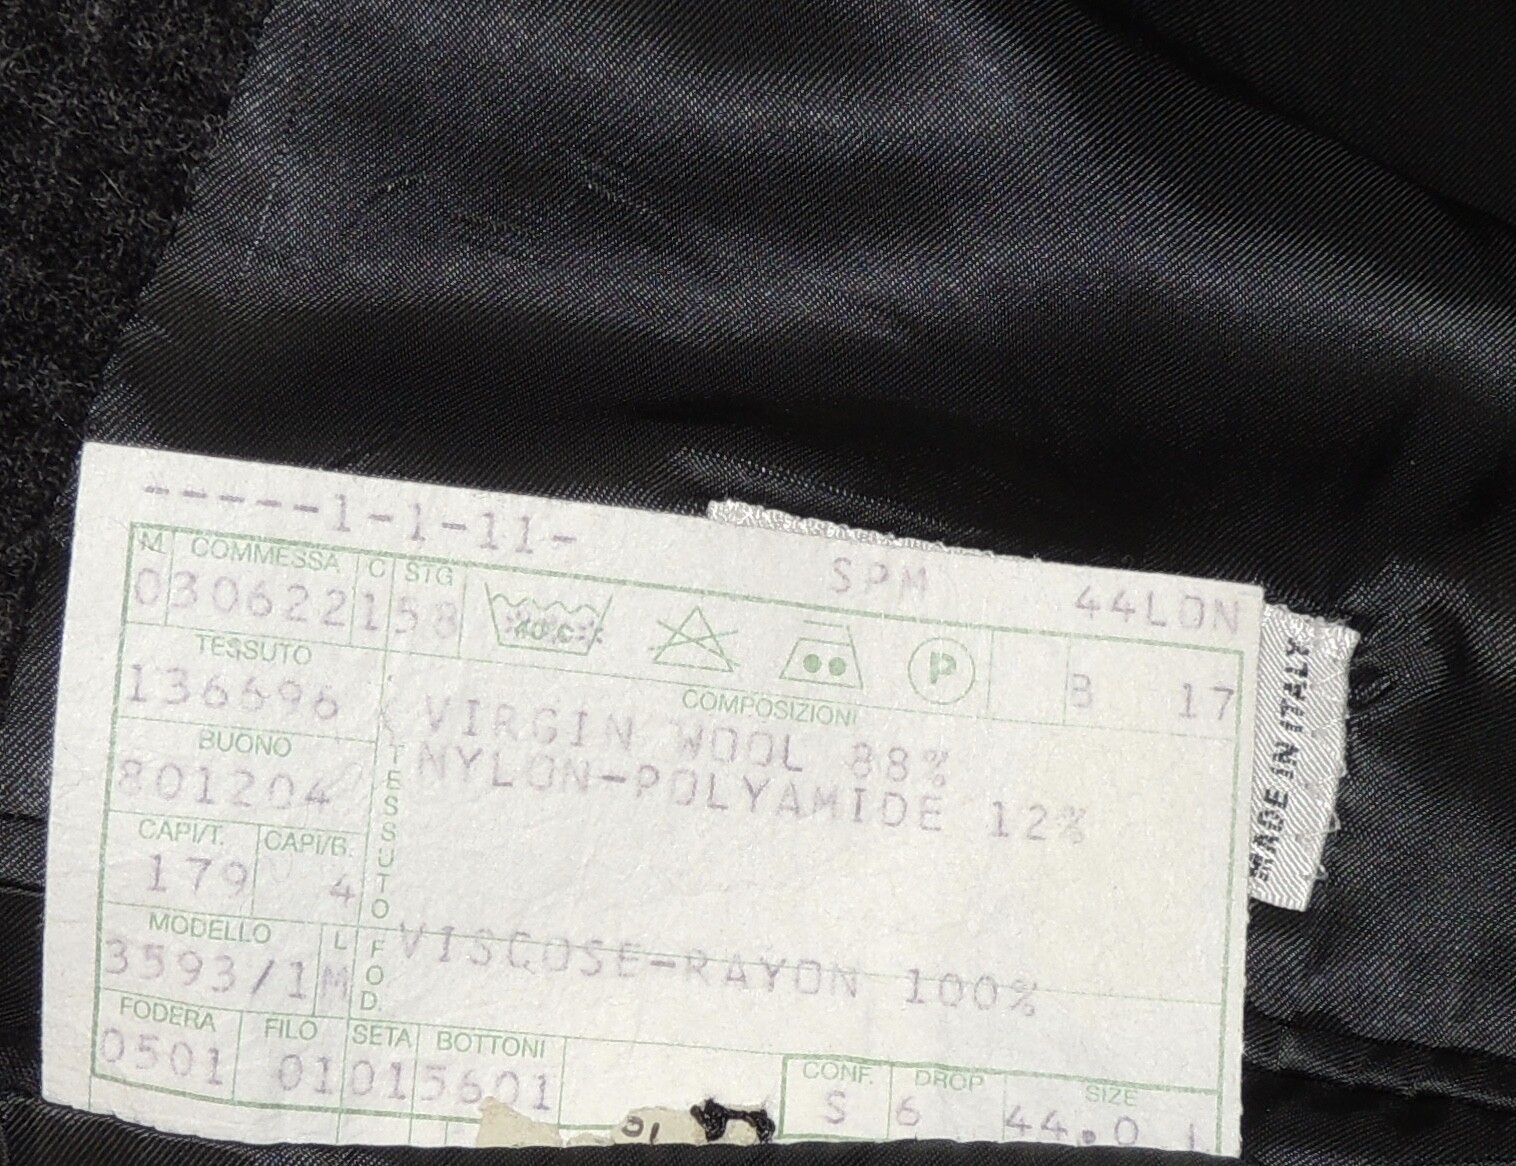 -----1-1-11-
SPM 44LON
M COMMESSA C STG
0 30622 1 58
40°C P B 17
TESSUTO
136696
COMPOSIZIONI
BUONO
801204
TESSUTO
VIRGIN WOOL 88%
NYLON-POLYAMIDE 12%
CAPI/T. CAPI/B.
179 4
MODELLO L
3593/1 M
FOD.
VISCOSE-RAYON 100%
FODERA FILO SETA BOTTONI
0501 01 01 5601
CONF. DROP SIZE
S 6 44.0
MADE IN ITALY